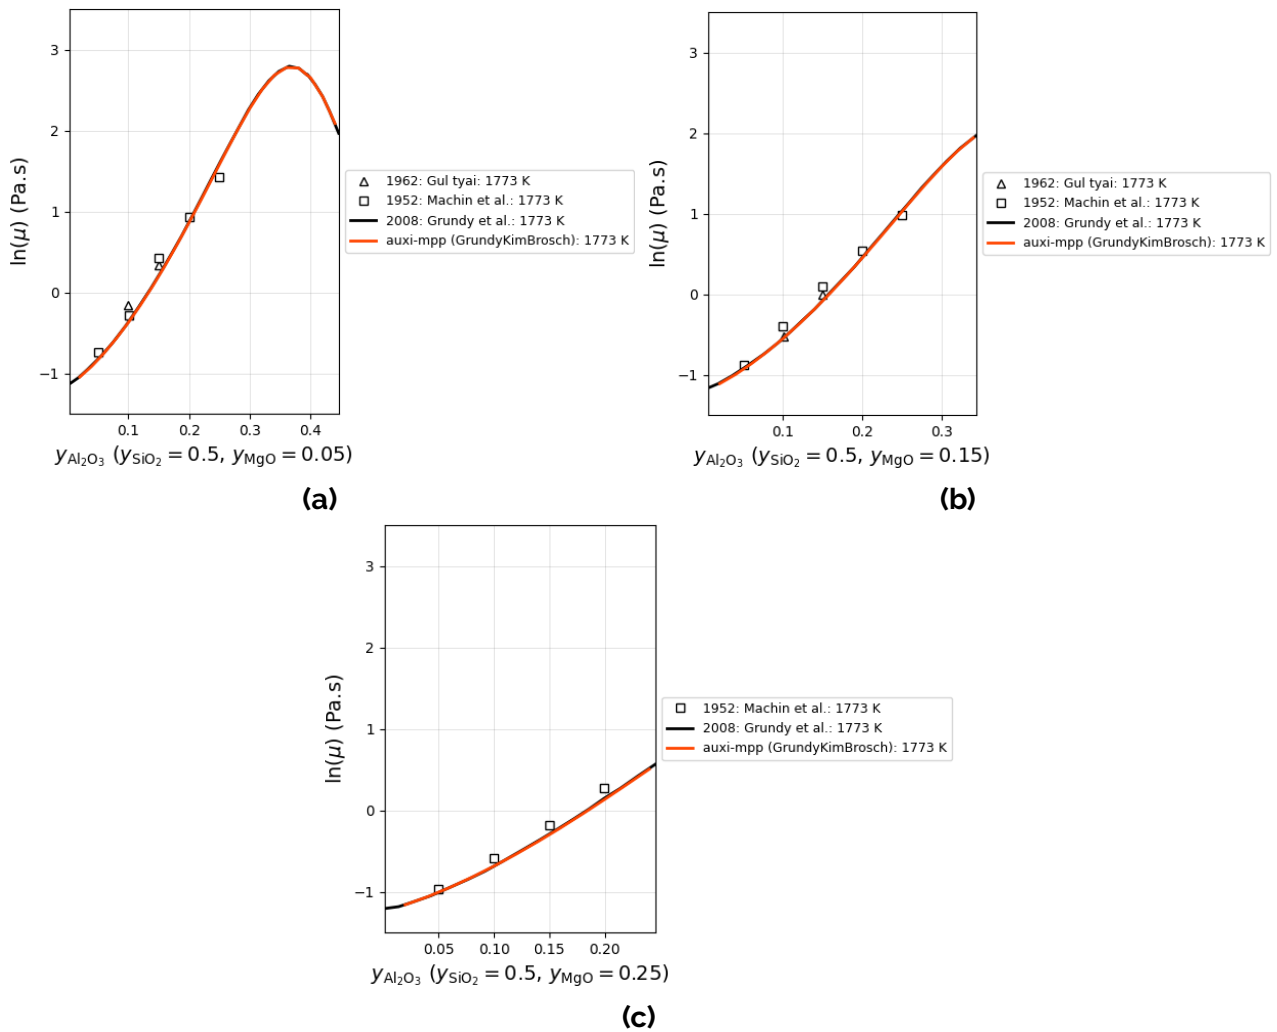 3
2
1
0
−1
ln(μ) (Pa.s)
0.1 0.2 0.3 0.4
y_Al₂O₃ (y_SiO₂ = 0.5, y_MgO = 0.05)
1962: Gul tyai: 1773 K
1952: Machin et al.: 1773 K
2008: Grundy et al.: 1773 K
auxi-mpp (GrundyKimBrosch): 1773 K
(a)
3
2
1
0
−1
ln(μ) (Pa.s)
0.1 0.2 0.3
y_Al₂O₃ (y_SiO₂ = 0.5, y_MgO = 0.15)
1962: Gul tyai: 1773 K
1952: Machin et al.: 1773 K
2008: Grundy et al.: 1773 K
auxi-mpp (GrundyKimBrosch): 1773 K
(b)
3
2
1
0
−1
ln(μ) (Pa.s)
0.05 0.10 0.15 0.20
y_Al₂O₃ (y_SiO₂ = 0.5, y_MgO = 0.25)
1952: Machin et al.: 1773 K
2008: Grundy et al.: 1773 K
auxi-mpp (GrundyKimBrosch): 1773 K
(c)